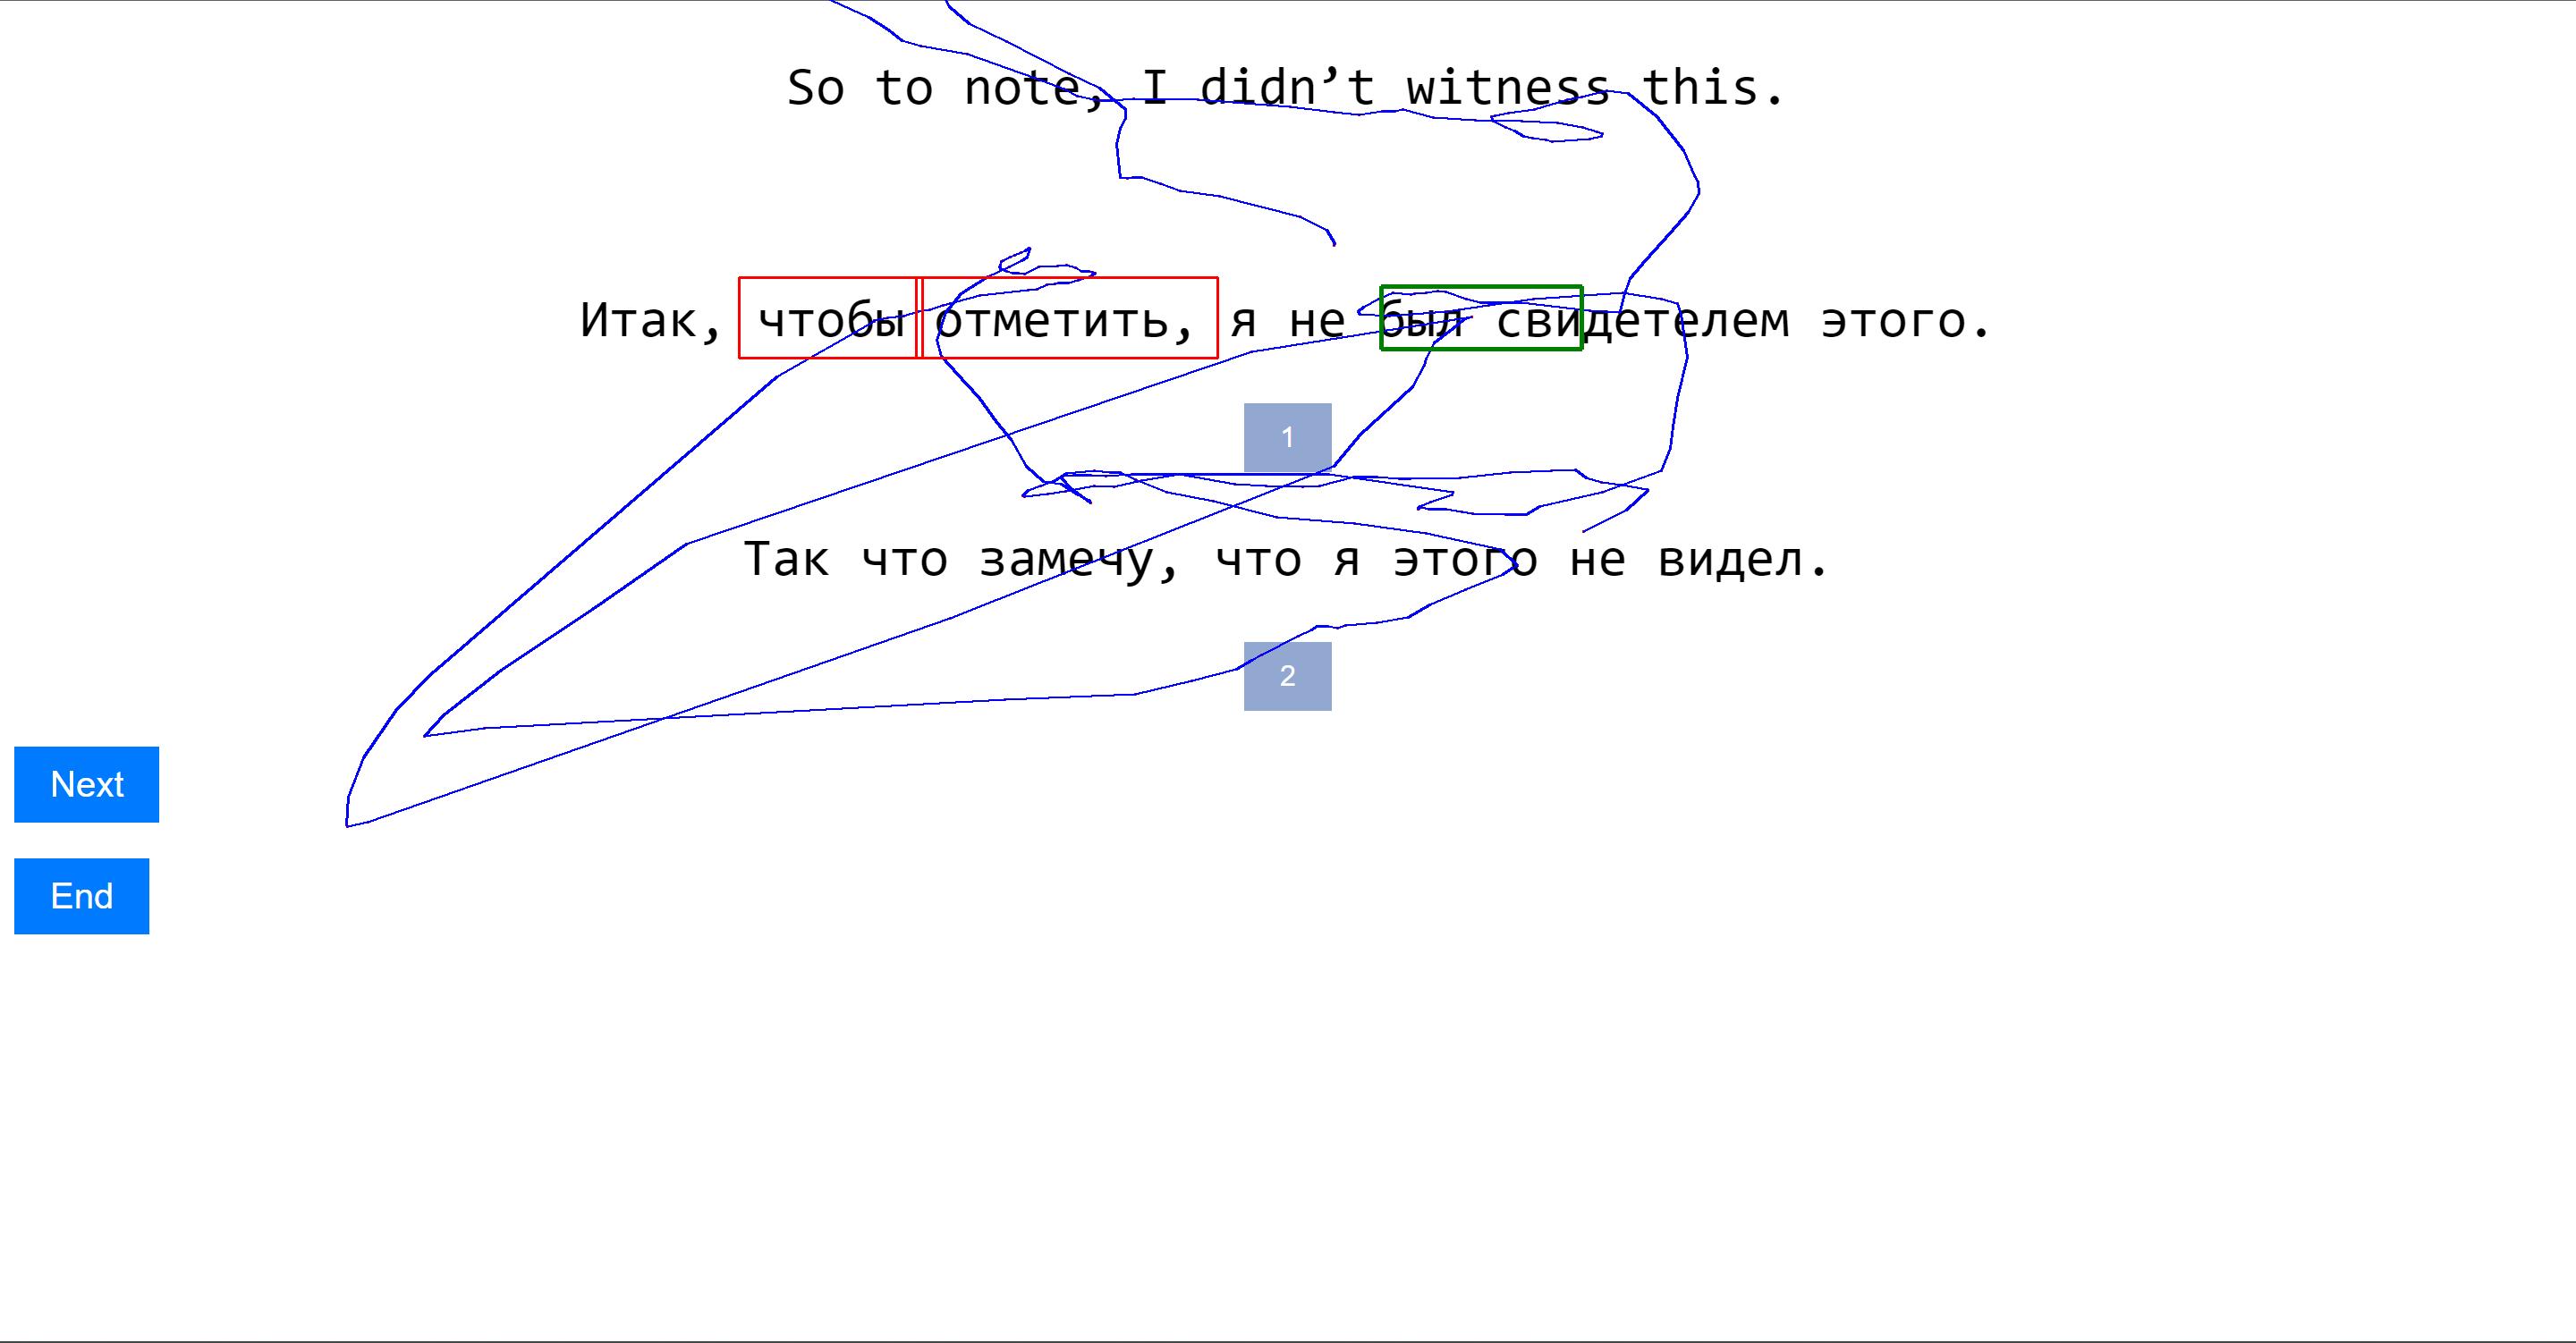 So to note, I didn’t witness this.
Итак, чтобы отметить, я не был свидетелем этого.
1
Так что замечу, что я этого не видел.
2
Next
End